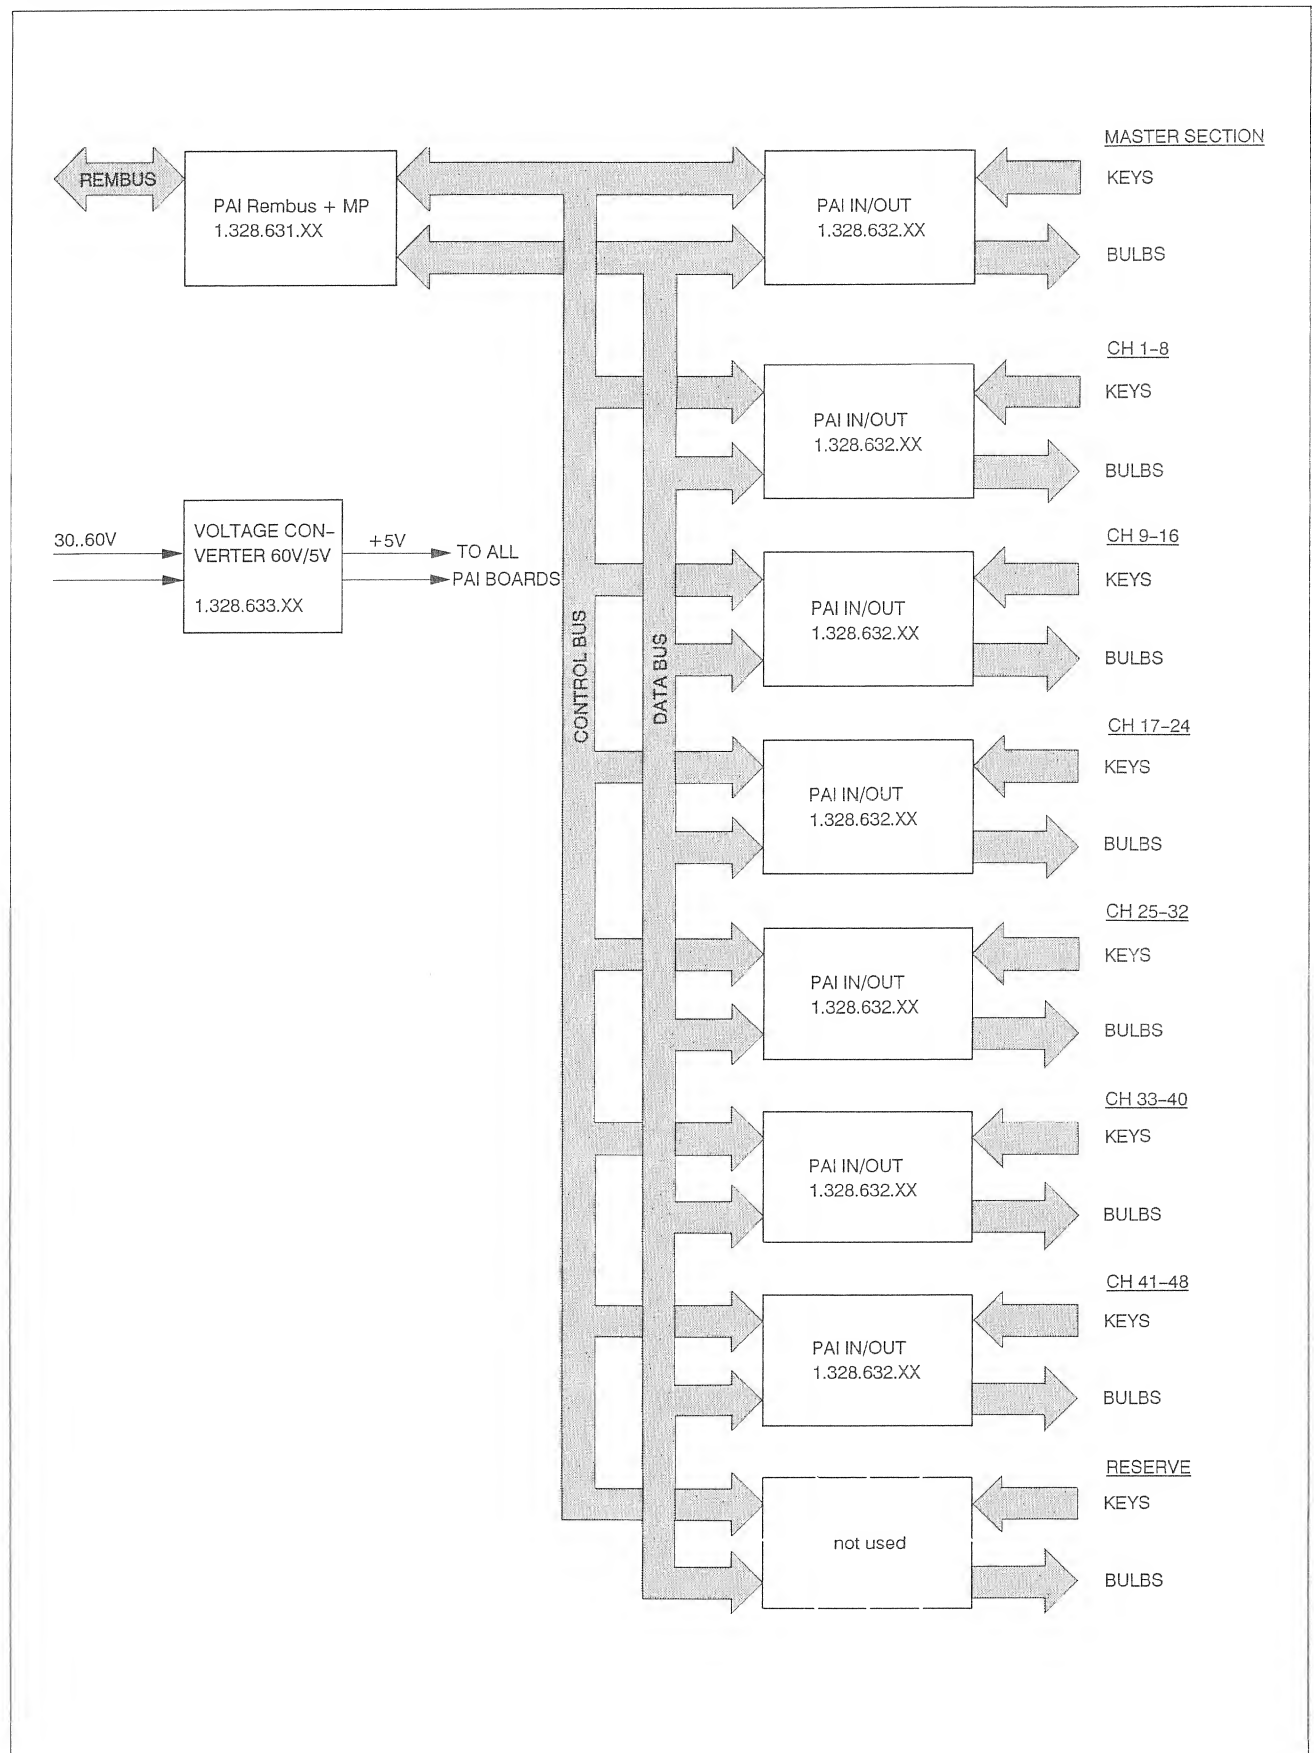 MASTER SECTION
REMBUS
PAI Rembus + MP
1.328.631.XX
PAI IN/OUT
1.328.632.XX
KEYS
BULBS
CH 1–8
PAI IN/OUT
1.328.632.XX
KEYS
BULBS
30..60V
VOLTAGE CON–
VERTER 60V/5V
1.328.633.XX
+5V
TO ALL
PAI BOARDS
CONTROL BUS
DATA BUS
CH 9–16
PAI IN/OUT
1.328.632.XX
KEYS
BULBS
CH 17–24
PAI IN/OUT
1.328.632.XX
KEYS
BULBS
CH 25–32
PAI IN/OUT
1.328.632.XX
KEYS
BULBS
CH 33–40
PAI IN/OUT
1.328.632.XX
KEYS
BULBS
CH 41–48
PAI IN/OUT
1.328.632.XX
KEYS
BULBS
RESERVE
not used
KEYS
BULBS